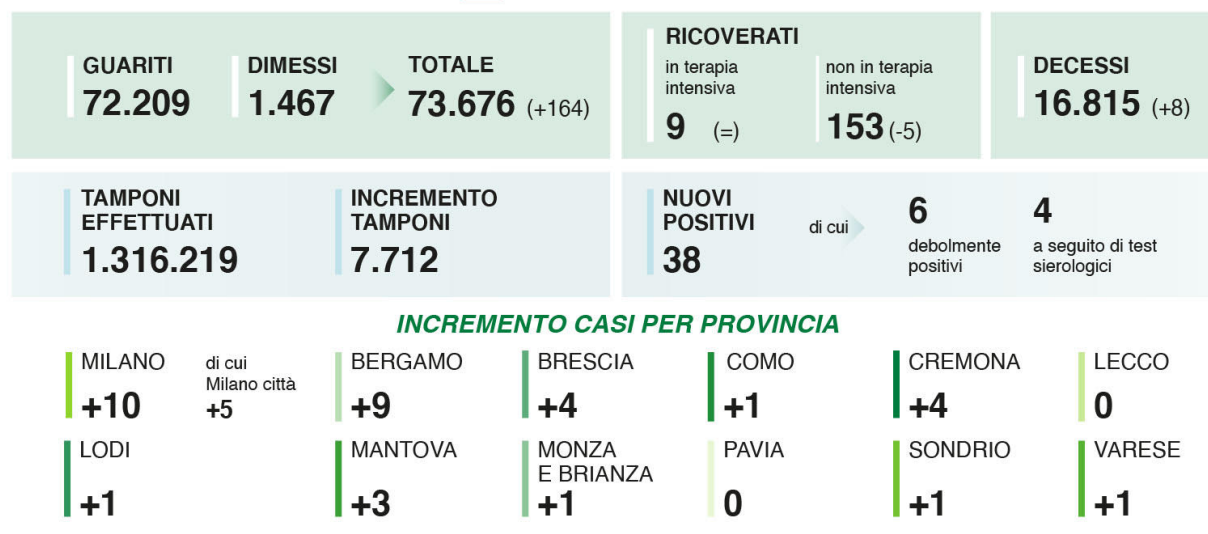 GUARITI
72.209
DIMESSI
1.467
TOTALE
73.676 (+164)
RICOVERATI
in terapia
intensiva
9 (=)
non in terapia
intensiva
153 (-5)
DECESSI
16.815 (+8)
TAMPONI
EFFETTUATI
1.316.219
INCREMENTO
TAMPONI
7.712
NUOVI
POSITIVI
38
di cui
6
debolmente
positivi
4
a seguito di test
sierologici
INCREMENTO CASI PER PROVINCIA
MILANO
+10
di cui
Milano città
+5
BERGAMO
+9
BRESCIA
+4
COMO
+1
CREMONA
+4
LECCO
0
LODI
+1
MANTOVA
+3
MONZA
E BRIANZA
+1
PAVIA
0
SONDRIO
+1
VARESE
+1